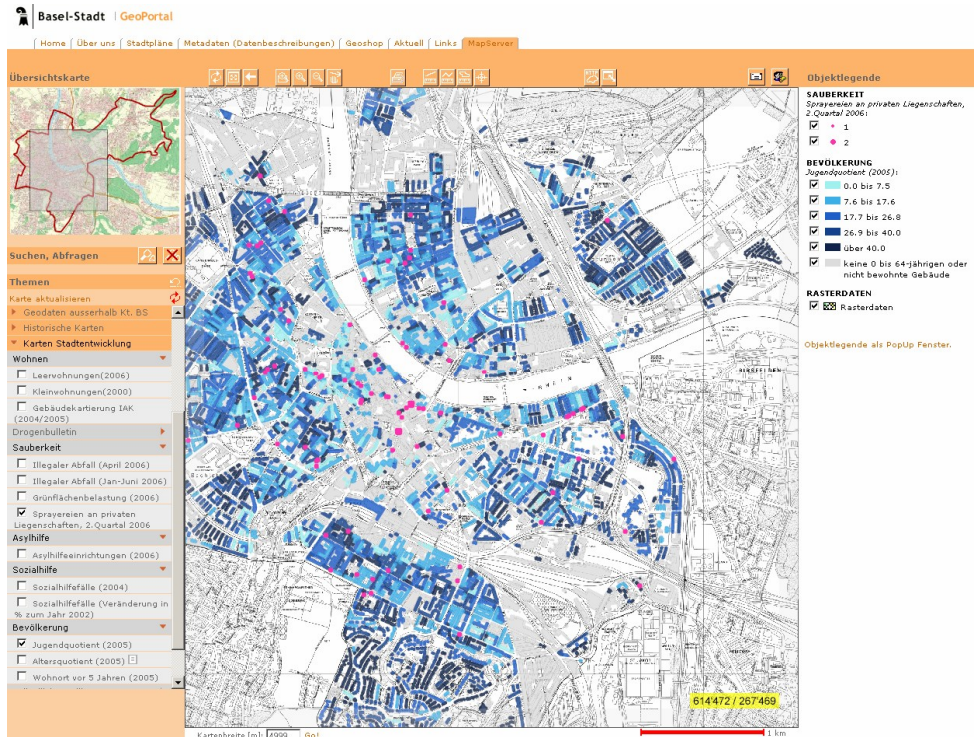 Basel-Stadt | GeoPortal
Home | Über uns | Stadtpläne | Metadaten (Datenbeschreibungen) | Geoshop | Aktuell | Links | MapServer
Übersichtskarte
Suchen, Abfragen
Themen
Karte aktualisieren
Geodaten ausserhalb Kt. BS
Historische Karten
Karten Stadtentwicklung
Wohnen
Leerwohnungen(2006)
Kleinwohnungen(2000)
Gebäudekartierung IAK
(2004/2005)
Drogenbulletin
Sauberkeit
Illegaler Abfall (April 2006)
Illegaler Abfall (Jan-Juni 2006)
Grünflächenbelastung (2006)
Sprayereien an privaten
Liegenschaften, 2.Quartal 2006
Asylhilfe
Asylhilfeeinrichtungen (2006)
Sozialhilfe
Sozialhilfefälle (2004)
Sozialhilfefälle (Veränderung in
% zum Jahr 2002)
Bevölkerung
Jugendquotient (2005)
Altersquotient (2005)
Wohnort vor 5 Jahren (2005)
614'472 / 267'469
Kartenbreite [m]: 4999 Go!
1 km
Objektlegende
SAUBERKEIT
Sprayereien an privaten Liegenschaften,
2.Quartal 2006:
1
2
BEVÖLKERUNG
Jugendquotient (2005):
0.0 bis 7.5
7.6 bis 17.6
17.7 bis 26.8
26.9 bis 40.0
über 40.0
keine 0 bis 64-jährigen oder
nicht bewohnte Gebäude
RASTERDATEN
Rasterdaten
Objektlegende als PopUp Fenster.